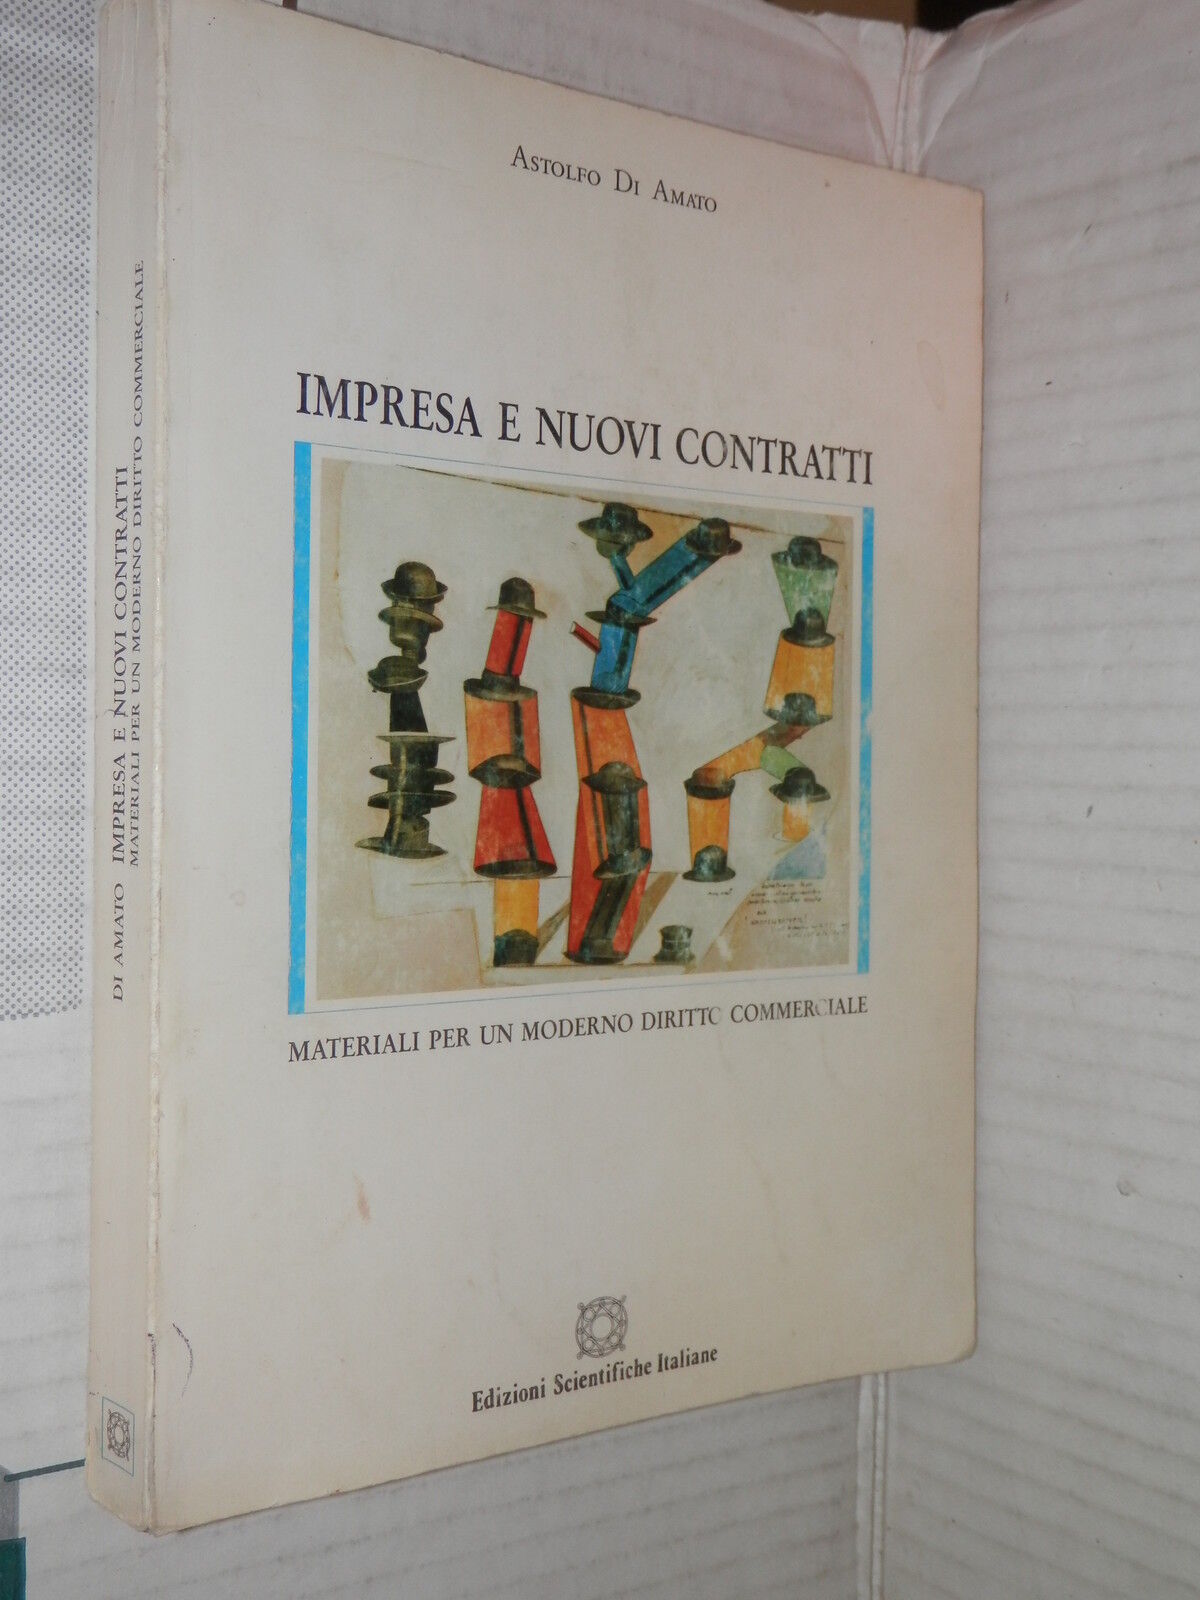 ASTOLFO DI AMATO
IMPRESA E NUOVI CONTRATTI
MATERIALI PER UN MODERNO DIRITTO COMMERCIALE
Edizioni Scientifiche Italiane
DI AMATO IMPRESA E NUOVI CONTRATTI
MATERIALI PER UN MODERNO DIRITTO COMMERCIALE